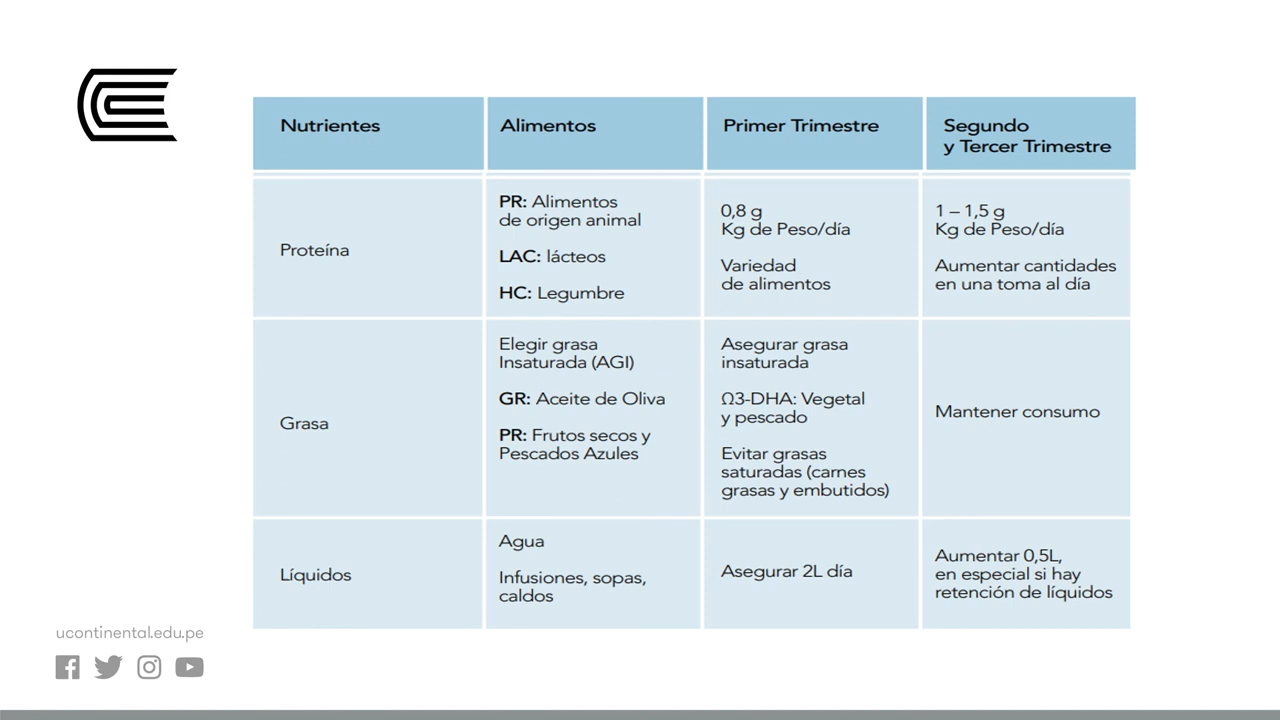 Nutrientes
Alimentos
Primer Trimestre
Segundo
y Tercer Trimestre
Proteína
PR: Alimentos
de origen animal
LAC: lácteos
HC: Legumbre
0,8 g
Kg de Peso/día
Variedad
de alimentos
1 – 1,5 g
Kg de Peso/día
Aumentar cantidades
en una toma al día
Grasa
Elegir grasa
Insaturada (AGI)
GR: Aceite de Oliva
PR: Frutos secos y
Pescados Azules
Asegurar grasa
insaturada
Ω3-DHA: Vegetal
y pescado
Evitar grasas
saturadas (carnes
grasas y embutidos)
Mantener consumo
Líquidos
Agua
Infusiones, sopas,
caldos
Asegurar 2L día
Aumentar 0,5L,
en especial si hay
retención de líquidos
ucontinental.edu.pe